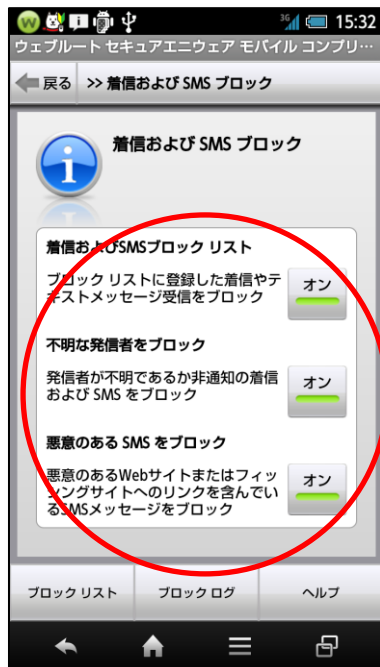 3G 15:32
ウェブルート セキュアエニウェア モバイル コンプリ…
戻る >> 着信および SMS ブロック
着信および SMS ブロック
着信およびSMSブロック リスト
ブロック リストに登録した着信やテ
キストメッセージ受信をブロック
オン
不明な発信者をブロック
発信者が不明であるか非通知の着信
および SMS をブロック
オン
悪意のある SMS をブロック
悪意のあるWebサイトまたはフィッ
シングサイトへのリンクを含んでい
るSMSメッセージをブロック
オン
ブロック リスト ブロック ログ ヘルプ